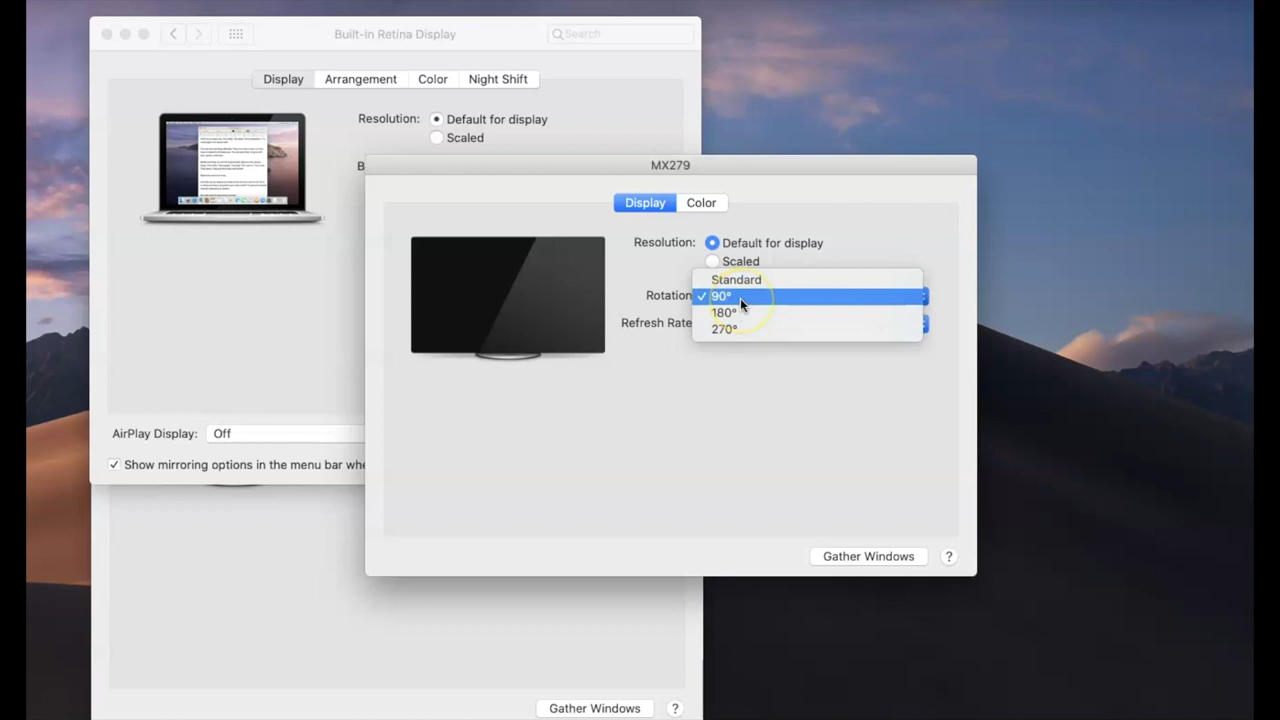 Built-in Retina Display
Search
Display Arrangement Color Night Shift
Resolution: Default for display
Scaled
B
AirPlay Display: Off
Show mirroring options in the menu bar whe
MX279
Display Color
Resolution: Default for display
Scaled
Standard
Rotation 90°
180°
Refresh Rate
270°
Gather Windows ?
Gather Windows ?